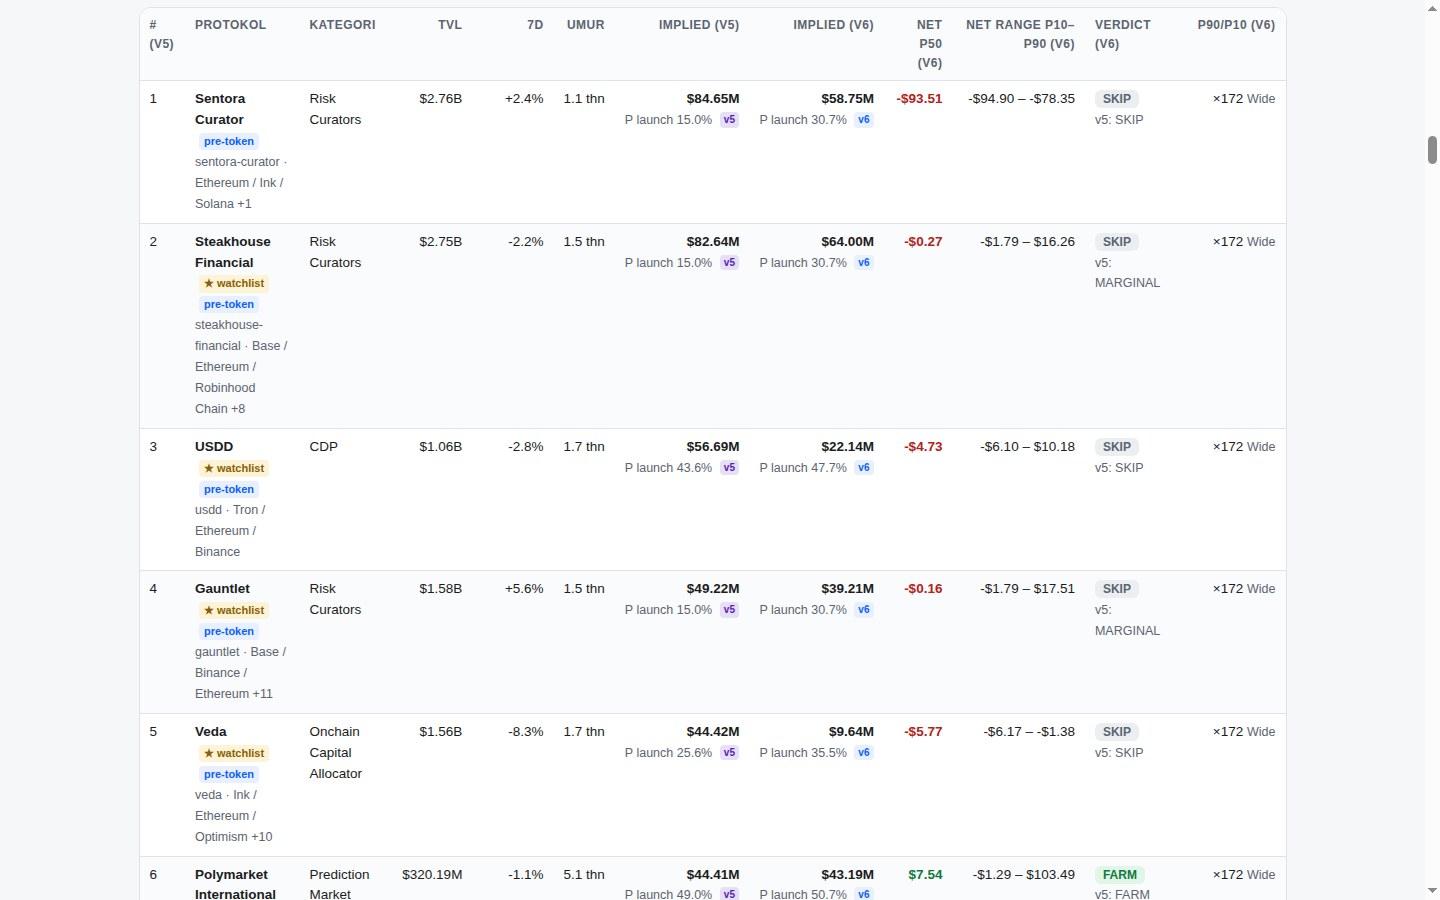 # (V5) PROTOKOL KATEGORI TVL 7D UMUR IMPLIED (V5) IMPLIED (V6) NET P50 (V6) NET RANGE P10–P90 (V6) VERDICT (V6) P90/P10 (V6)
1 Sentora Curator Risk Curators $2.76B +2.4% 1.1 thn $84.65M $58.75M -$93.51 -$94.90 – -$78.35 SKIP ×172 Wide
P launch 15.0% v5 P launch 30.7% v6 v5: SKIP
pre-token
sentora-curator ·
Ethereum / Ink /
Solana +1
2 Steakhouse Financial Risk Curators $2.75B -2.2% 1.5 thn $82.64M $64.00M -$0.27 -$1.79 – $16.26 SKIP ×172 Wide
P launch 15.0% v5 P launch 30.7% v6 v5: MARGINAL
★ watchlist
pre-token
steakhouse-
financial · Base /
Ethereum /
Robinhood
Chain +8
3 USDD CDP $1.06B -2.8% 1.7 thn $56.69M $22.14M -$4.73 -$6.10 – $10.18 SKIP ×172 Wide
★ watchlist P launch 43.6% v5 P launch 47.7% v6 v5: SKIP
pre-token
usdd · Tron /
Ethereum /
Binance
4 Gauntlet Risk Curators $1.58B +5.6% 1.5 thn $49.22M $39.21M -$0.16 -$1.79 – $17.51 SKIP ×172 Wide
★ watchlist P launch 15.0% v5 P launch 30.7% v6 v5: MARGINAL
pre-token
gauntlet · Base /
Binance /
Ethereum +11
5 Veda Onchain Capital Allocator $1.56B -8.3% 1.7 thn $44.42M $9.64M -$5.77 -$6.17 – -$1.38 SKIP ×172 Wide
★ watchlist P launch 25.6% v5 P launch 35.5% v6 v5: SKIP
pre-token
veda · Ink /
Ethereum /
Optimism +10
6 Polymarket International Prediction Market $320.19M -1.1% 5.1 thn $44.41M $43.19M $7.54 -$1.29 – $103.49 FARM ×172 Wide
P launch 49.0% v5 P launch 50.7% v6 v5: FARM